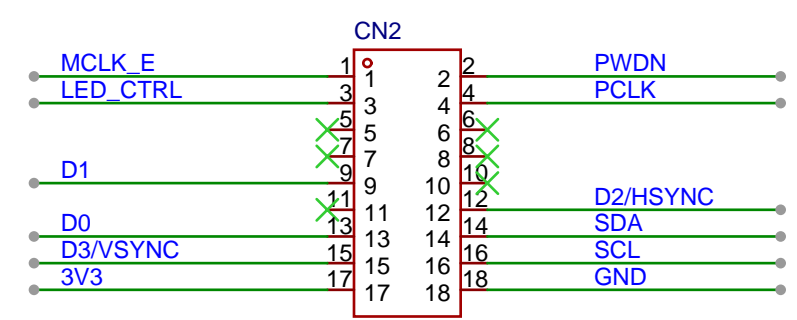 CN2
MCLK_E 1 1 2 2 PWDN
LED_CTRL 3 3 4 4 PCLK
5 5 6 6
7 7 8 8
D1 9 9 10 10
11 11 12 12 D2/HSYNC
D0 13 13 14 14 SDA
D3/VSYNC 15 15 16 16 SCL
3V3 17 17 18 18 GND